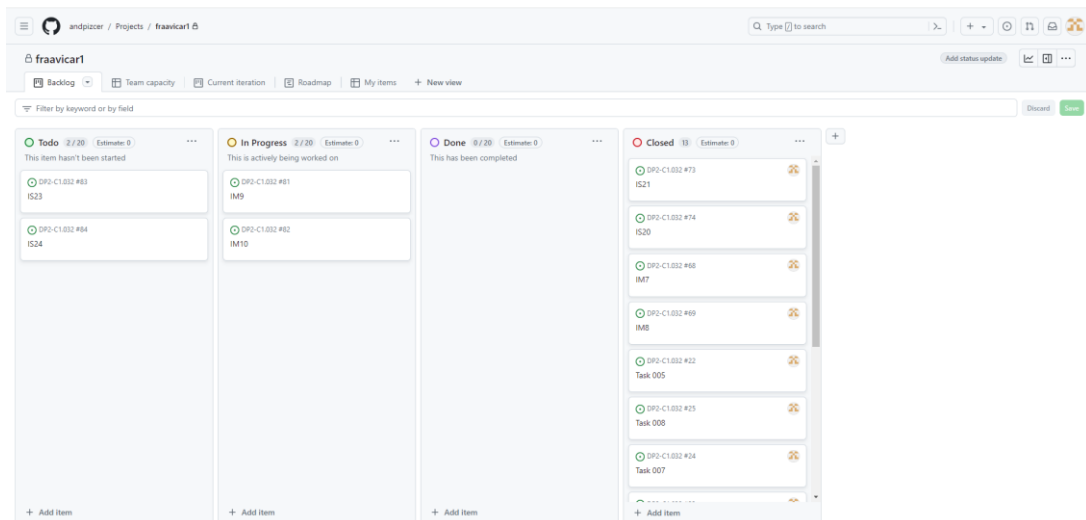 andpizcer / Projects / fraavicar1
Q Type / to search
fraavicar1
Add status update
Backlog
Team capacity
Current iteration
Roadmap
My items
+ New view
Filter by keyword or by field
Discard
Save
Todo 2 / 20 Estimate: 0
This item hasn't been started
DP2-C1.032 #83
IS23
DP2-C1.032 #84
IS24
+ Add item
In Progress 2 / 20 Estimate: 0
This is actively being worked on
DP2-C1.032 #81
IM9
DP2-C1.032 #82
IM10
+ Add item
Done 0 / 20 Estimate: 0
This has been completed
+ Add item
Closed 13 Estimate: 0
DP2-C1.032 #73
IS21
DP2-C1.032 #74
IS20
DP2-C1.032 #68
IM7
DP2-C1.032 #69
IM8
DP2-C1.032 #22
Task 005
DP2-C1.032 #25
Task 008
DP2-C1.032 #24
Task 007
+ Add item